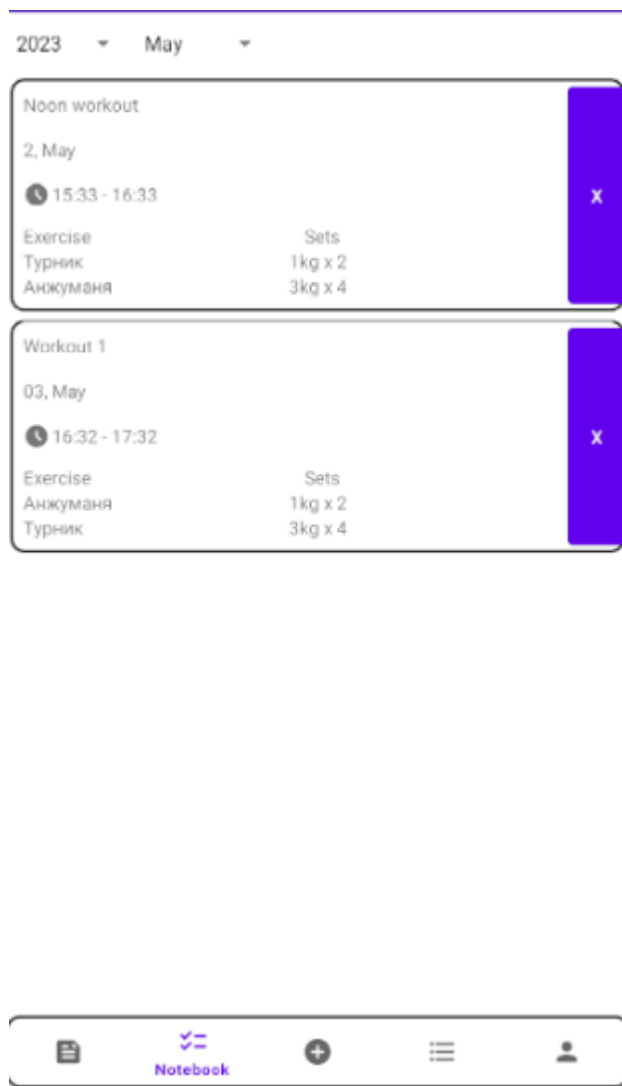 2023 May
Noon workout
2, May
15:33 - 16:33
X
Exercise Sets
Турник 1kg x 2
Анжуманя 3kg x 4
Workout 1
03, May
16:32 - 17:32
X
Exercise Sets
Анжуманя 1kg x 2
Турник 3kg x 4
Notebook